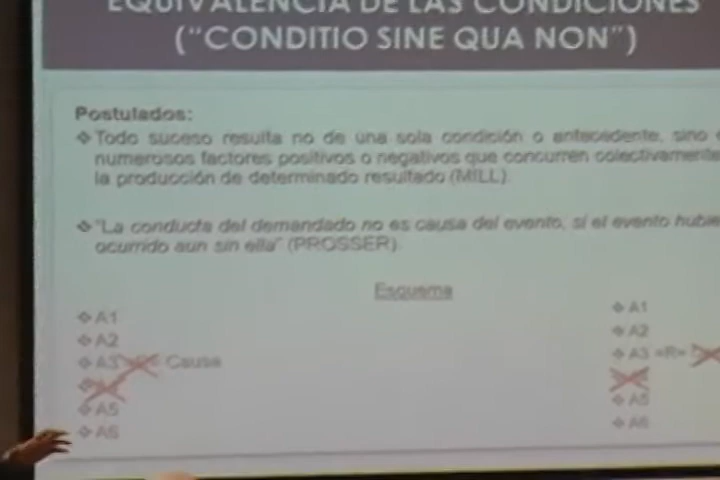 EQUIVALENCIA DE LAS CONDICIONES
("CONDITIO SINE QUA NON")
Postulados:
Todo suceso resulta no de una sola condición o antecedente, sino
numerosos factores positivos o negativos que concurren colectivamente
la producción de determinado resultado (MILL)
"La conducta del demandado no es causa del evento, si el evento hubie
ocurrido aun sin ella" (PROSSER)
Esquema
A1
A2
A3 Causa
A5
A6
A1
A2
A3 =R=
A5
A6